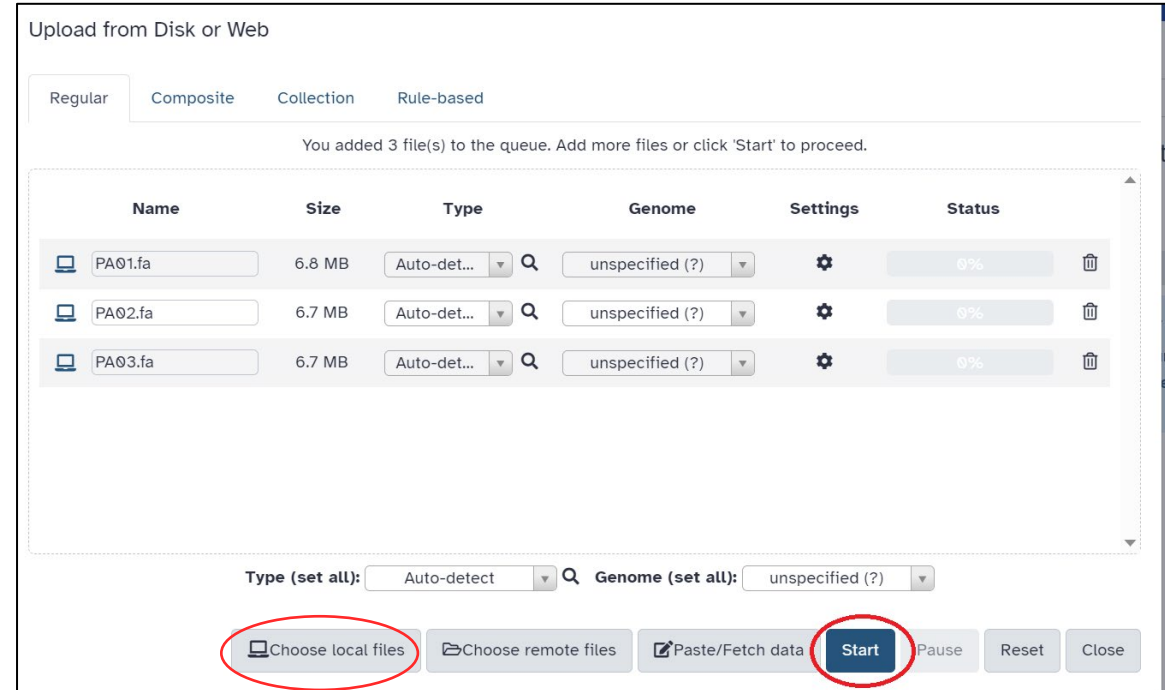 Upload from Disk or Web
Regular Composite Collection Rule-based
You added 3 file(s) to the queue. Add more files or click 'Start' to proceed.
Name Size Type Genome Settings Status
PA01.fa 6.8 MB Auto-det... unspecified (?) 0%
PA02.fa 6.7 MB Auto-det... unspecified (?) 0%
PA03.fa 6.7 MB Auto-det... unspecified (?) 0%
Type (set all): Auto-detect Genome (set all): unspecified (?)
Choose local files Choose remote files Paste/Fetch data Start Pause Reset Close